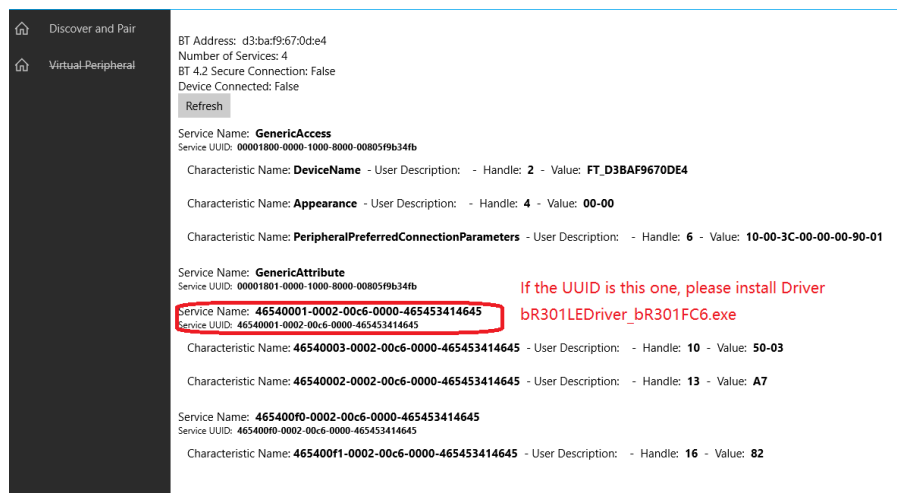 Discover and Pair
Virtual Peripheral
BT Address: d3:ba:f9:67:0d:e4
Number of Services: 4
BT 4.2 Secure Connection: False
Device Connected: False
Refresh
Service Name: GenericAccess
Service UUID: 00001800-0000-1000-8000-00805f9b34fb
Characteristic Name: DeviceName - User Description: - Handle: 2 - Value: FT_D3BAF9670DE4
Characteristic Name: Appearance - User Description: - Handle: 4 - Value: 00-00
Characteristic Name: PeripheralPreferredConnectionParameters - User Description: - Handle: 6 - Value: 10-00-3C-00-00-00-90-01
Service Name: GenericAttribute
Service UUID: 00001801-0000-1000-8000-00805f9b34fb
If the UUID is this one, please install Driver
bR301LEDriver_bR301FC6.exe
Service Name: 46540001-0002-00c6-0000-465453414645
Service UUID: 46540001-0002-00c6-0000-465453414645
Characteristic Name: 46540003-0002-00c6-0000-465453414645 - User Description: - Handle: 10 - Value: 50-03
Characteristic Name: 46540002-0002-00c6-0000-465453414645 - User Description: - Handle: 13 - Value: A7
Service Name: 465400f0-0002-00c6-0000-465453414645
Service UUID: 465400f0-0002-00c6-0000-465453414645
Characteristic Name: 465400f1-0002-00c6-0000-465453414645 - User Description: - Handle: 16 - Value: 82